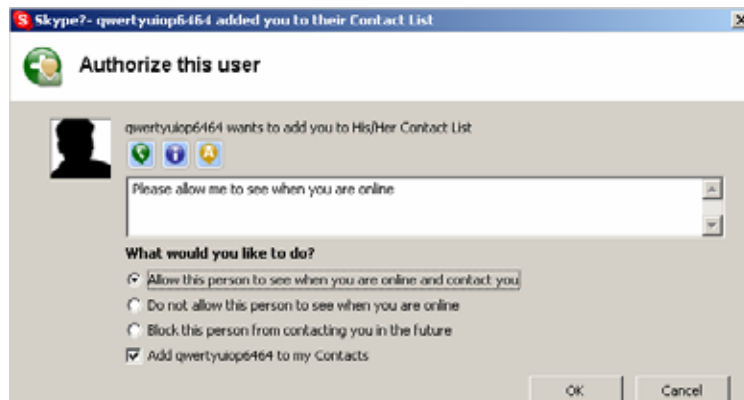 Skype?- qwertyuiop6464 added you to their Contact List
Authorize this user
qwertyuiop6464 wants to add you to His/Her Contact List
Please allow me to see when you are online
What would you like to do?
Allow this person to see when you are online and contact you
Do not allow this person to see when you are online
Block this person from contacting you in the future
Add qwertyuiop6464 to my Contacts
OK Cancel